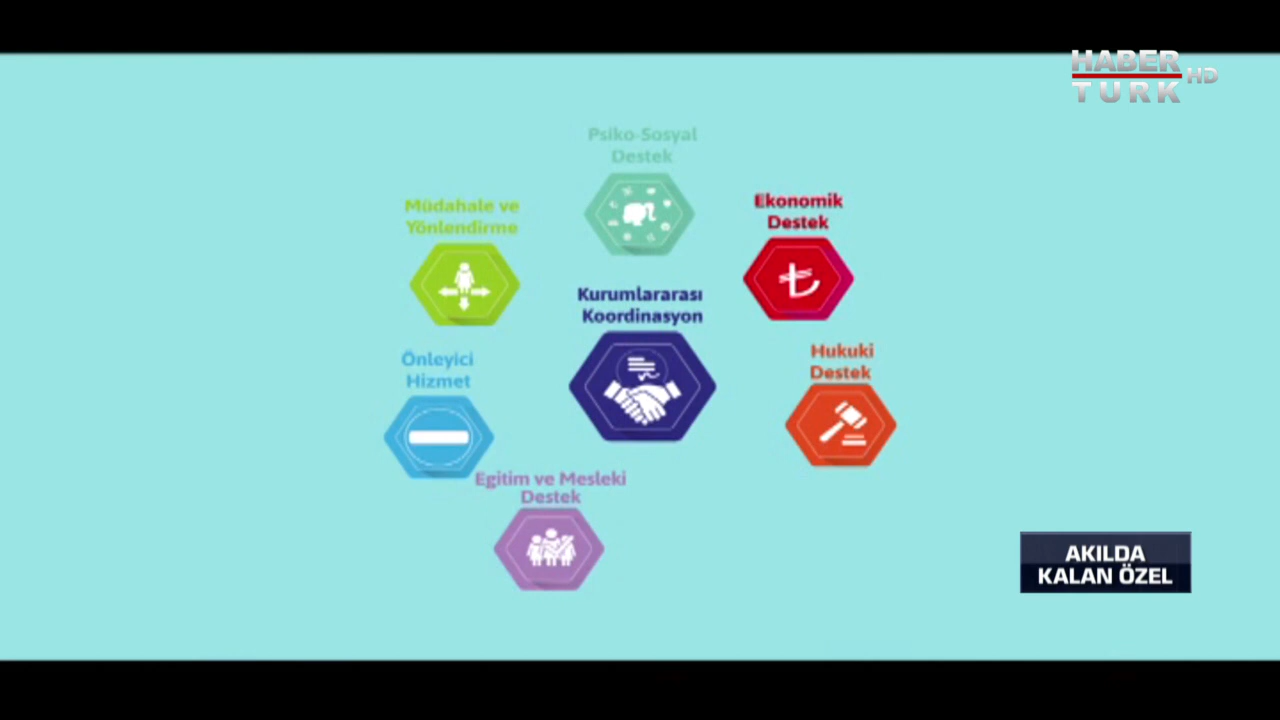 HABER
TURK HD
Psiko-Sosyal
Destek
Müdahale ve
Yönlendirme
Ekonomik
Destek
Kurumlararası
Koordinasyon
Önleyici
Hizmet
Hukuki
Destek
Egitim ve Mesleki
Destek
AKILDA
KALAN ÖZEL